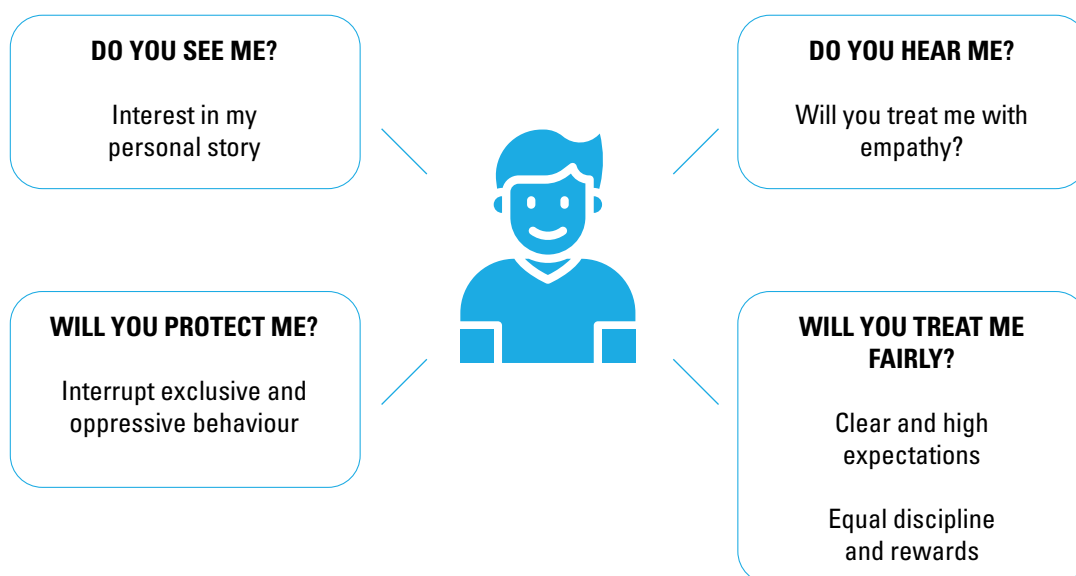 DO YOU SEE ME?
Interest in my
personal story
DO YOU HEAR ME?
Will you treat me with
empathy?
WILL YOU PROTECT ME?
Interrupt exclusive and
oppressive behaviour
WILL YOU TREAT ME
FAIRLY?
Clear and high
expectations
Equal discipline
and rewards